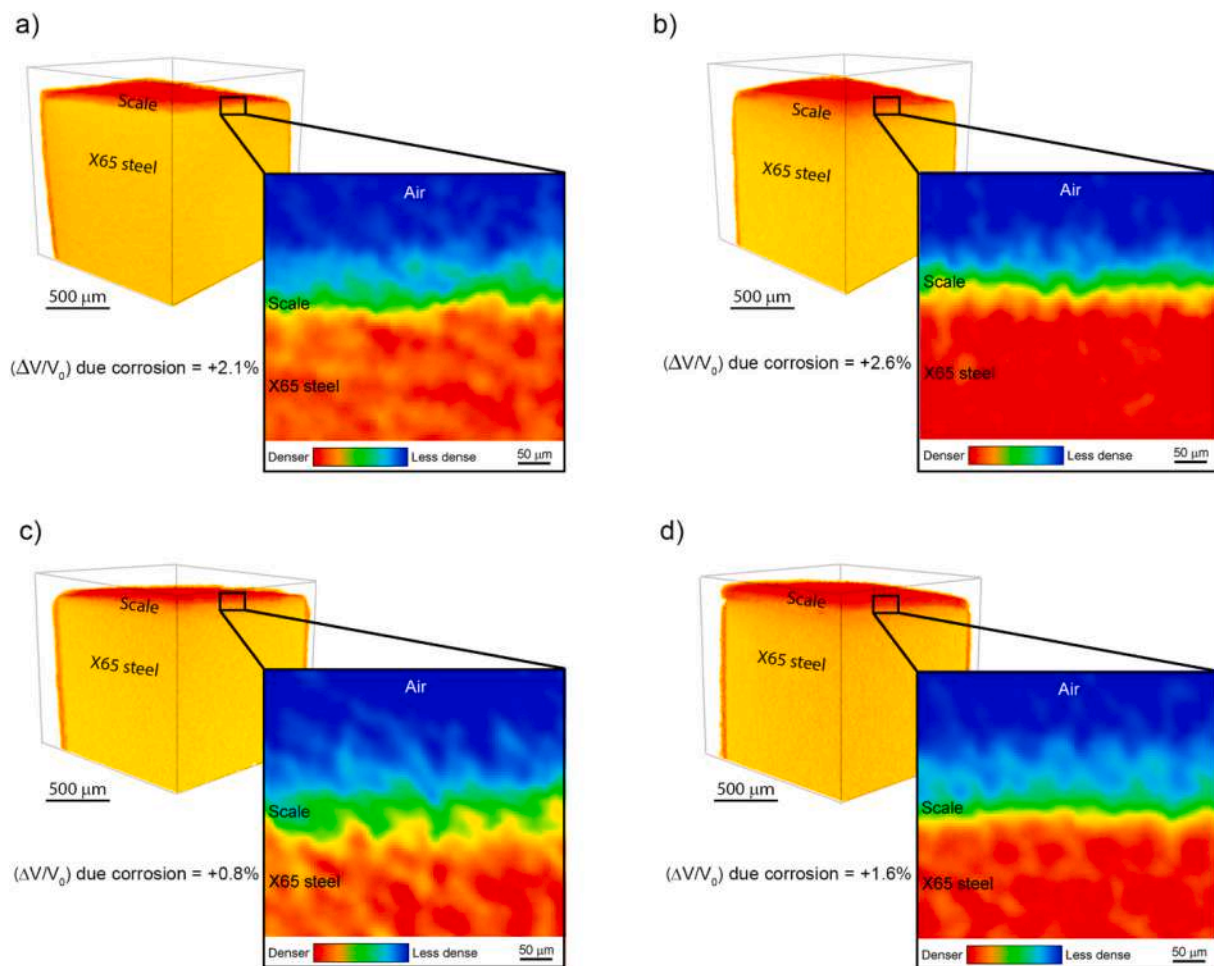 a)
Scale
X65 steel
500 μm
(ΔV/V₀) due corrosion = +2.1%
Air
Scale
X65 steel
Denser
Less dense
50 μm
b)
Scale
X65 steel
500 μm
(ΔV/V₀) due corrosion = +2.6%
Air
Scale
X65 steel
Denser
Less dense
50 μm
c)
Scale
X65 steel
500 μm
(ΔV/V₀) due corrosion = +0.8%
Air
Scale
X65 steel
Denser
Less dense
50 μm
d)
Scale
X65 steel
500 μm
(ΔV/V₀) due corrosion = +1.6%
Air
Scale
X65 steel
Denser
Less dense
50 μm